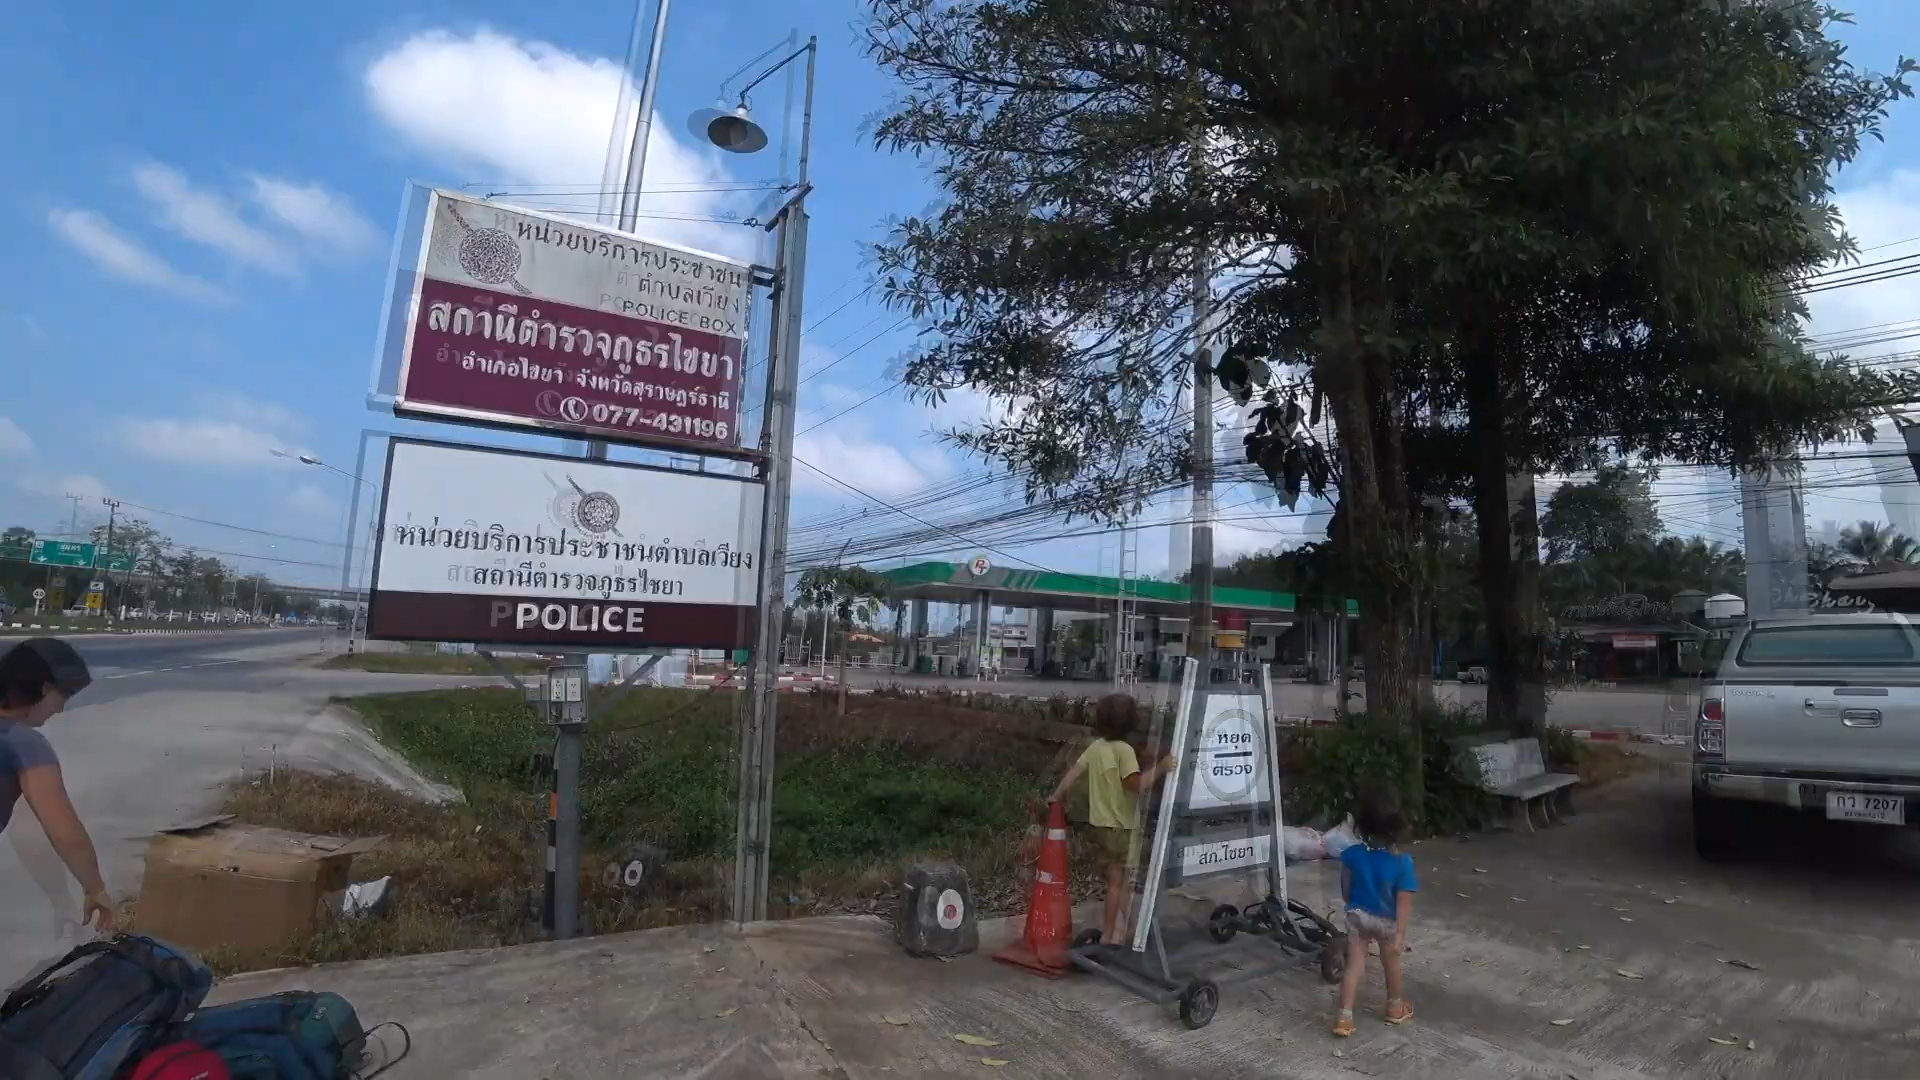 หน่วยบริการประชาชน
ตำบลเวียง
POLICE BOX
สถานีตำรวจภูธรไชยา
อำเภอไชยา จังหวัดสุราษฎร์ธานี
077-431196
หน่วยบริการประชาชนตำบลเวียง
สถานีตำรวจภูธรไชยา
POLICE
PT
หยุด
ตรวจ
สภ.ไชยา
กว 7207